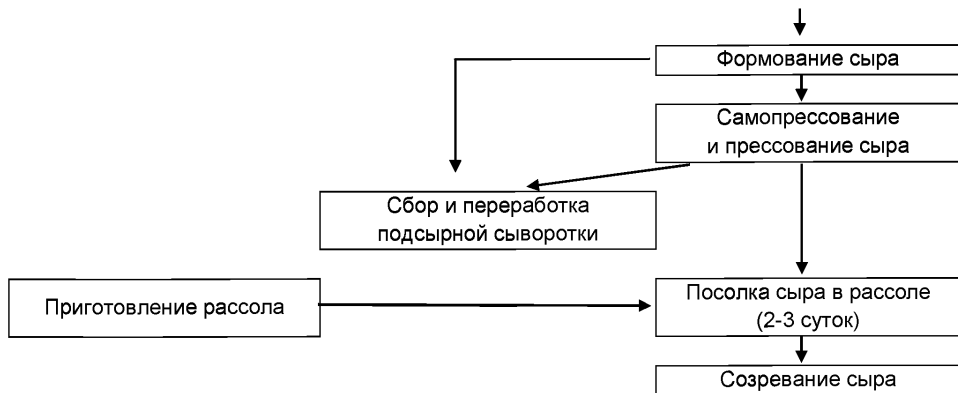 Формование сыра
Самопрессование
и прессование сыра
Сбор и переработка
подсырной сыворотки
Приготовление рассола
Посолка сыра в рассоле
(2-3 суток)
Созревание сыра